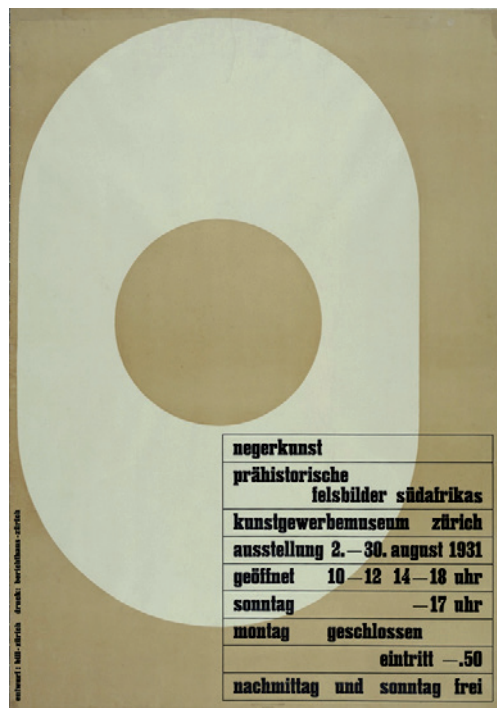 negerkunst
prähistorische
felsbilder südafrikas
kunstgewerbemuseum zürich
ausstellung 2.—30. august 1931
geöffnet 10—12 14—18 uhr
sonntag —17 uhr
montag geschlossen
eintritt —.50
nachmittag und sonntag frei
entwurf: bill-zürich druck: berichthaus-zürich